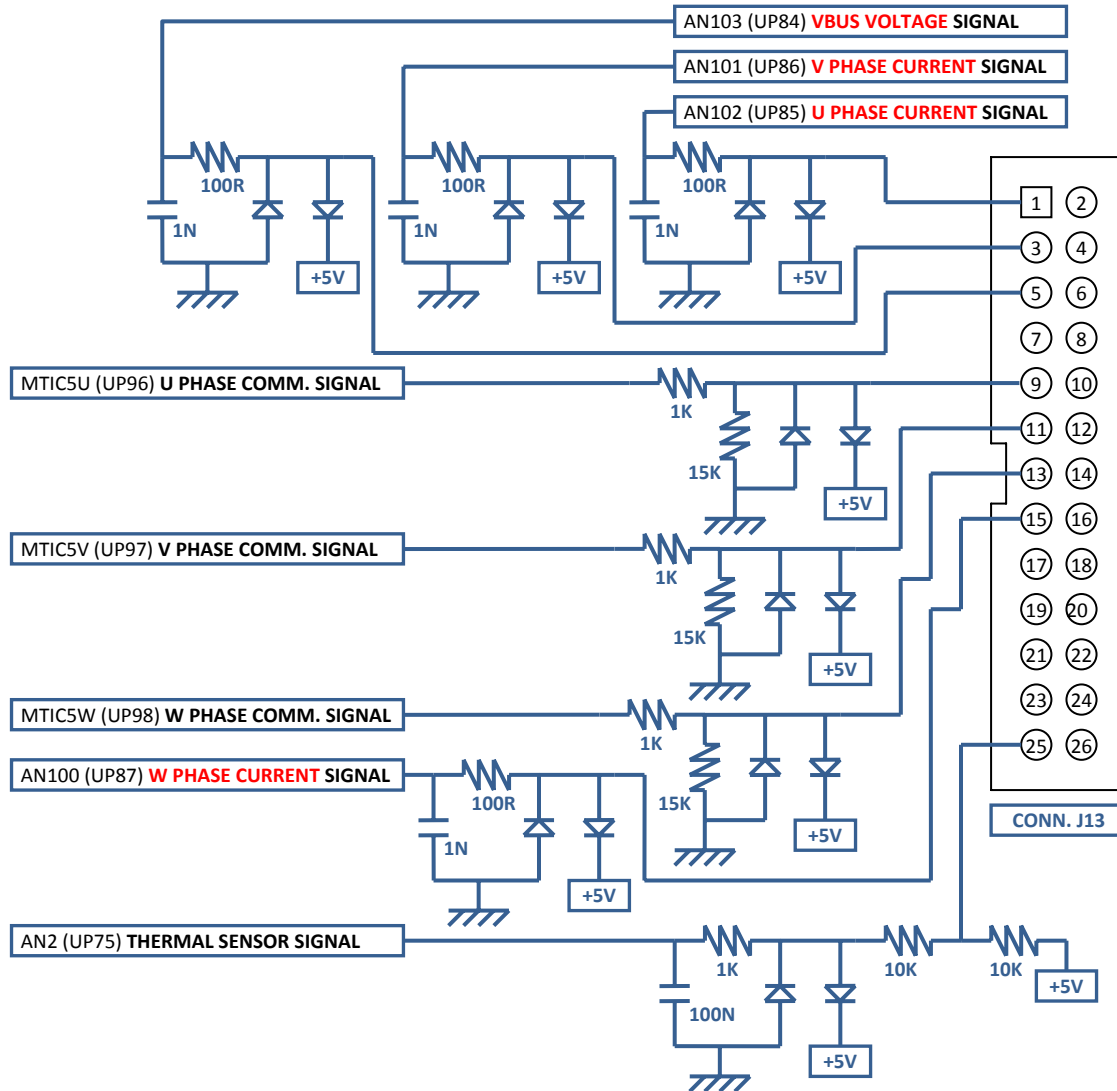 AN103 (UP84) VBUS VOLTAGE SIGNAL
AN101 (UP86) V PHASE CURRENT SIGNAL
AN102 (UP85) U PHASE CURRENT SIGNAL
100R 100R 100R
1N 1N 1N
+5V +5V +5V
1 2
3 4
5 6
7 8
MTIC5U (UP96) U PHASE COMM. SIGNAL
9 10
1K
11 12
15K
13 14
+5V
15 16
MTIC5V (UP97) V PHASE COMM. SIGNAL
1K
17 18
19 20
15K
21 22
+5V
23 24
MTIC5W (UP98) W PHASE COMM. SIGNAL
1K
25 26
AN100 (UP87) W PHASE CURRENT SIGNAL
100R
15K
CONN. J13
+5V
1N
+5V
AN2 (UP75) THERMAL SENSOR SIGNAL
1K 10K 10K
+5V
100N
+5V